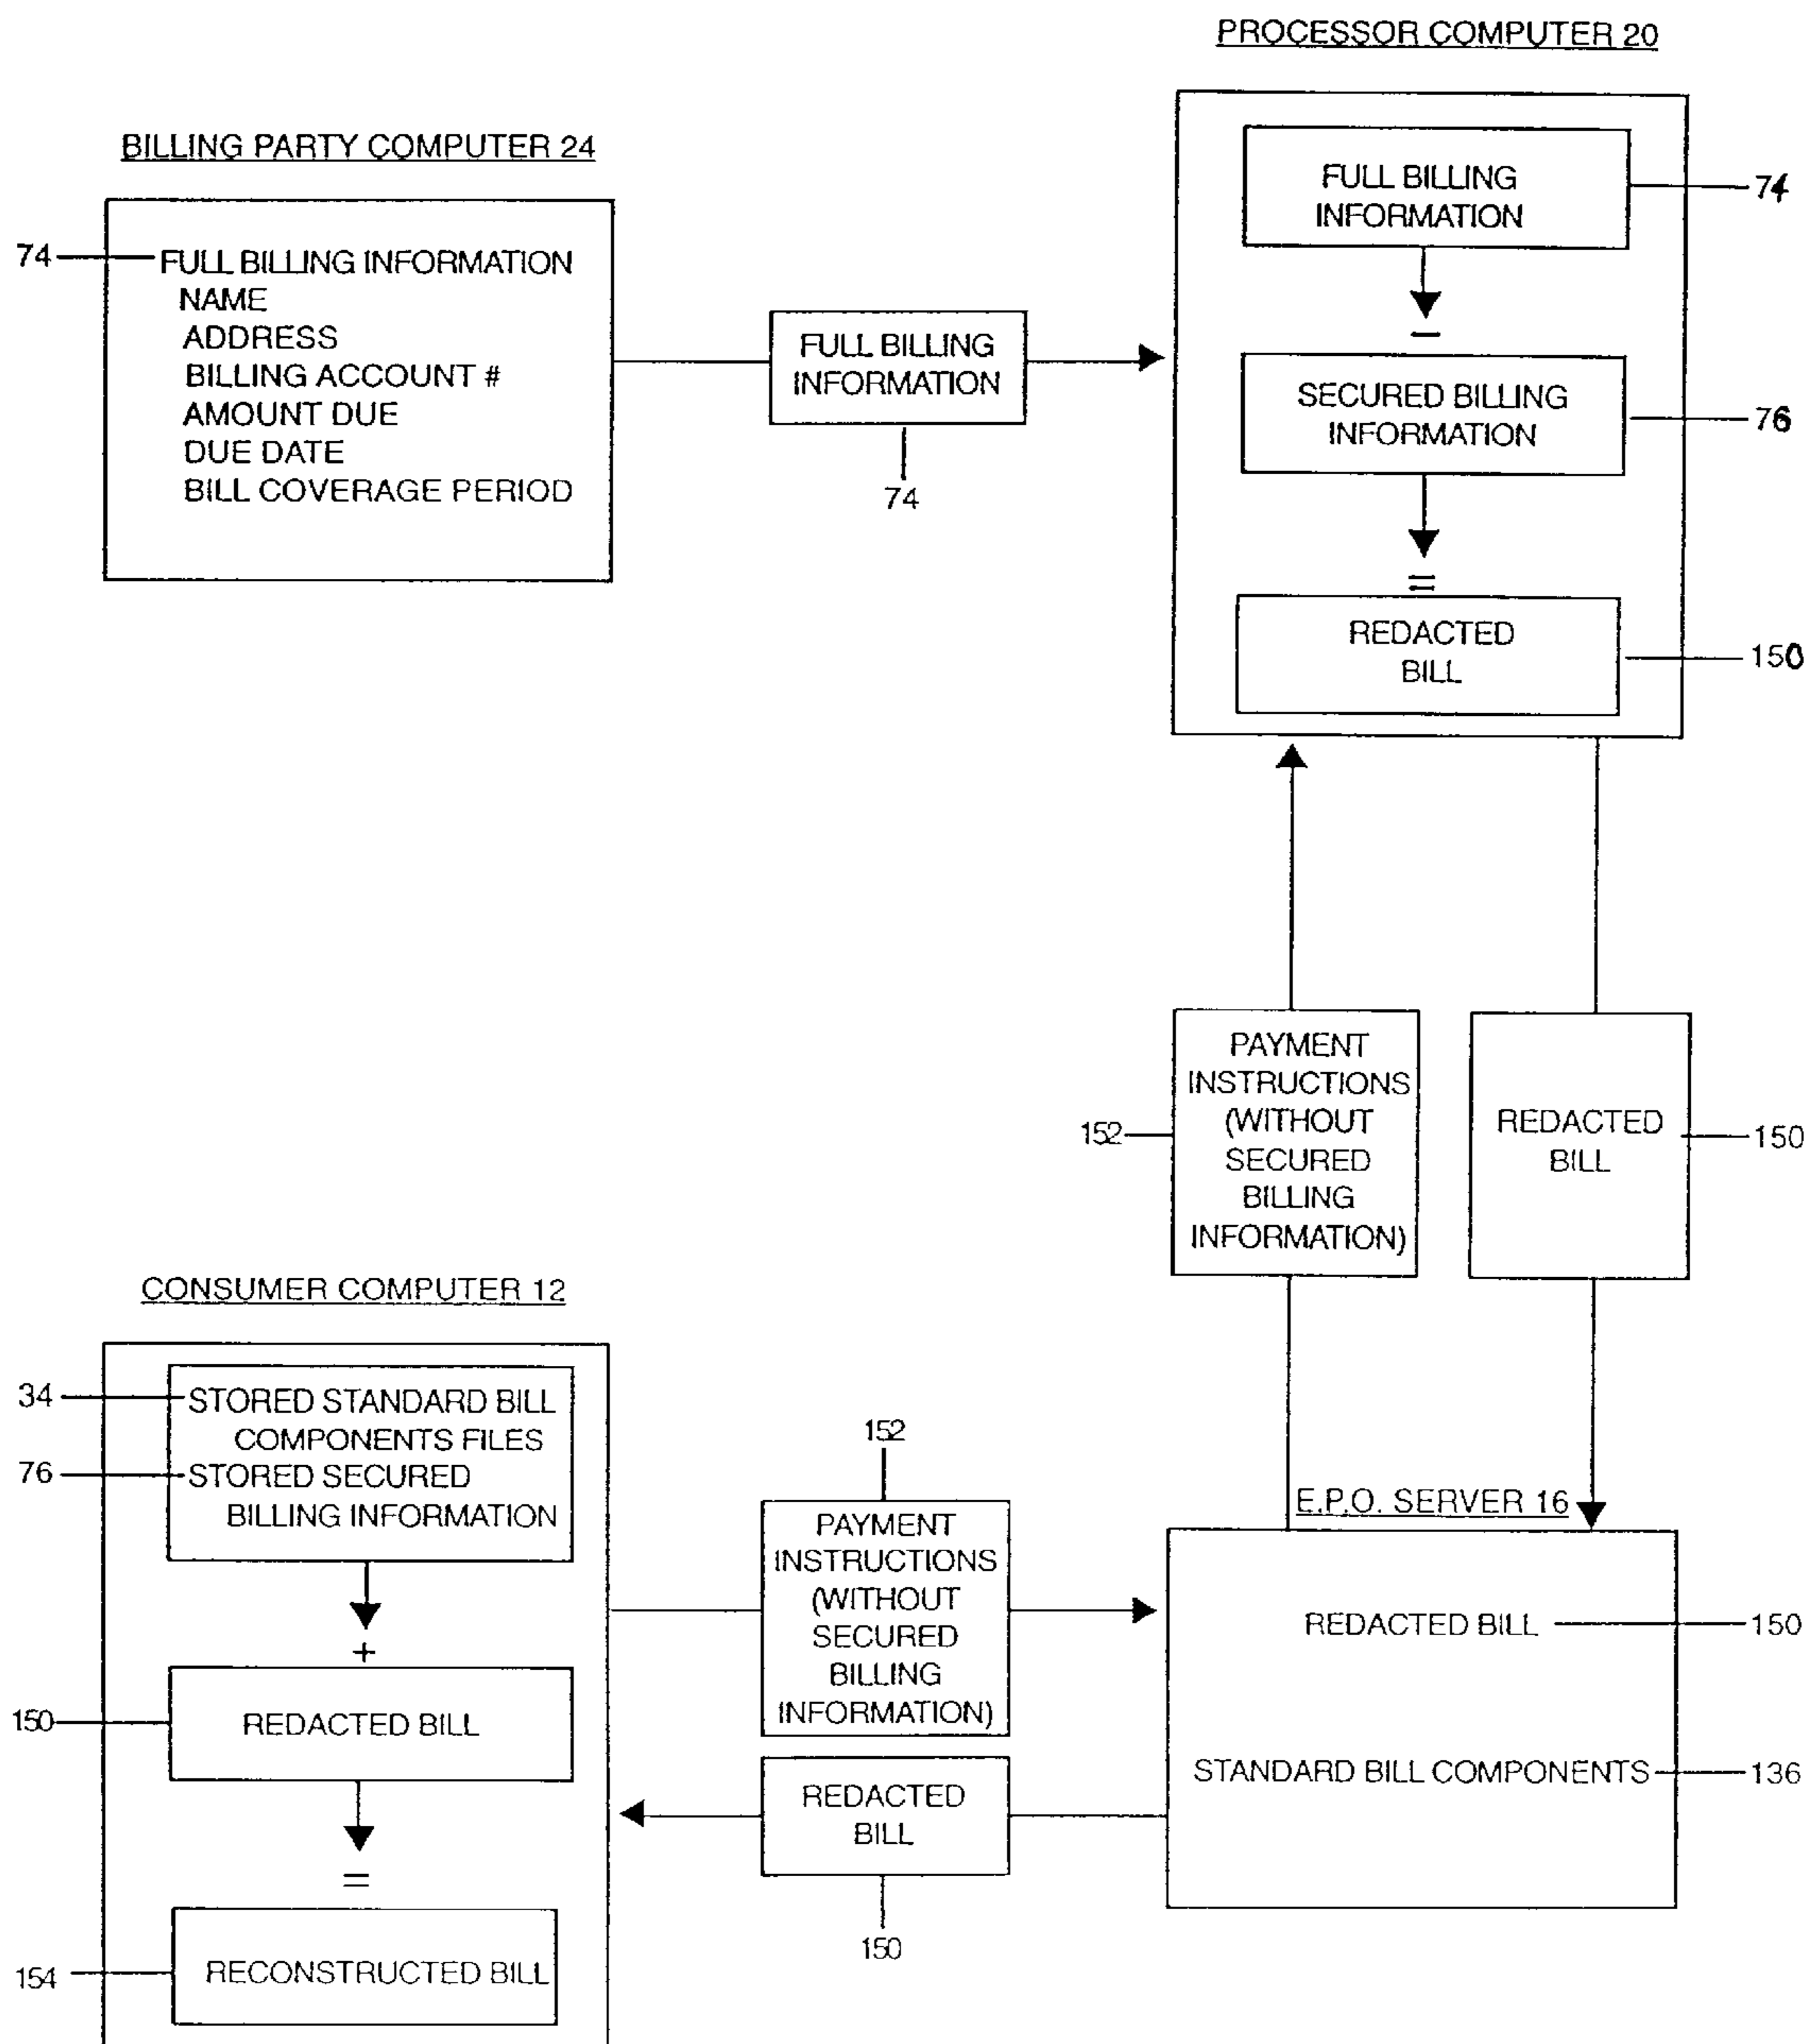 PROCESSOR COMPUTER 20
BILLING PARTY COMPUTER 24
74
FULL BILLING INFORMATION
NAME
ADDRESS
BILLING ACCOUNT #
AMOUNT DUE
DUE DATE
BILL COVERAGE PERIOD
FULL BILLING
INFORMATION
74
FULL BILLING
INFORMATION
74
–
SECURED BILLING
INFORMATION
76
=
REDACTED
BILL
150
152
PAYMENT
INSTRUCTIONS
(WITHOUT
SECURED
BILLING
INFORMATION)
REDACTED
BILL
150
CONSUMER COMPUTER 12
34
STORED STANDARD BILL
COMPONENTS FILES
76
STORED SECURED
BILLING INFORMATION
+
150
REDACTED BILL
=
154
RECONSTRUCTED BILL
152
PAYMENT
INSTRUCTIONS
(WITHOUT
SECURED
BILLING
INFORMATION)
REDACTED
BILL
150
E.P.O. SERVER 16
REDACTED BILL
150
STANDARD BILL COMPONENTS
136